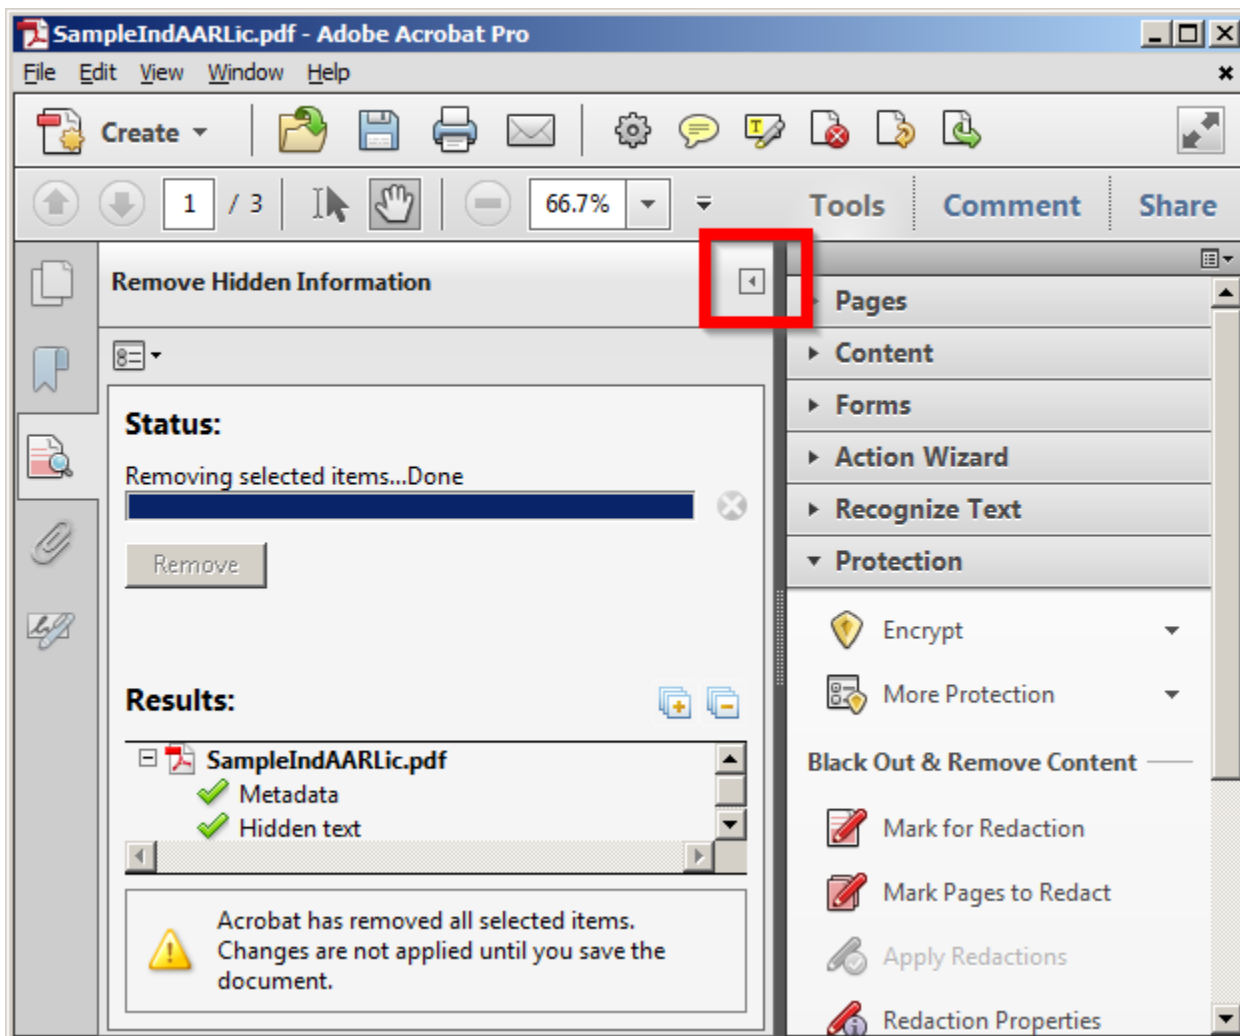 SampleIndAARLic.pdf - Adobe Acrobat Pro
File Edit View Window Help
Create
1 / 3 66.7% Tools Comment Share
Remove Hidden Information
Status:
Removing selected items...Done
Remove
Results:
SampleIndAARLic.pdf
Metadata
Hidden text
Acrobat has removed all selected items.
Changes are not applied until you save the
document.
Pages
Content
Forms
Action Wizard
Recognize Text
Protection
Encrypt
More Protection
Black Out & Remove Content
Mark for Redaction
Mark Pages to Redact
Apply Redactions
Redaction Properties